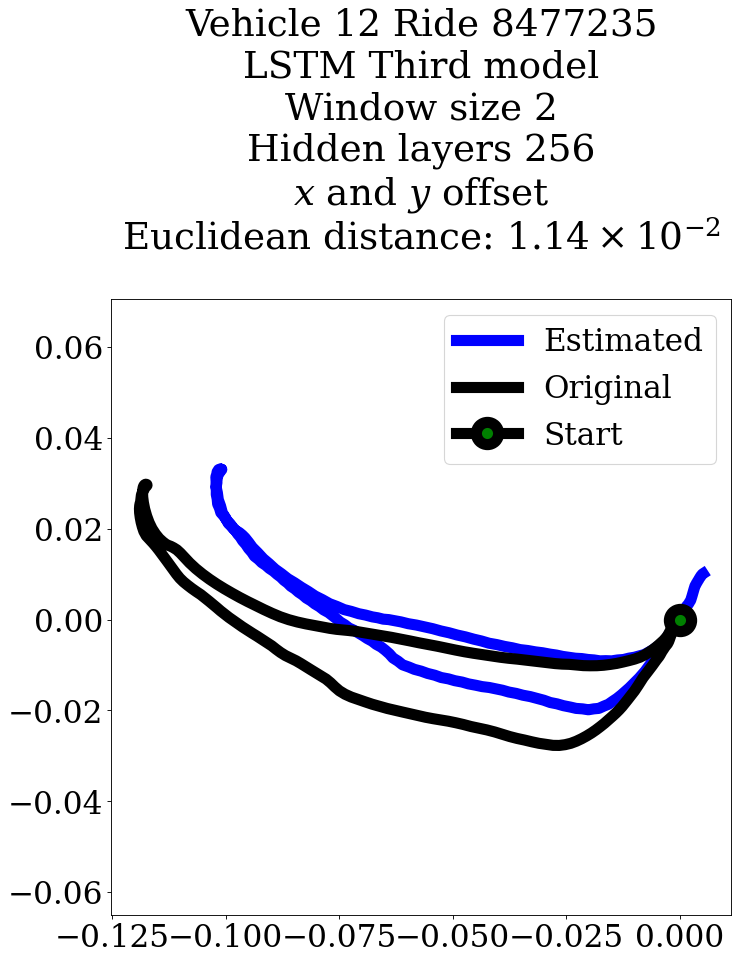 Vehicle 12 Ride 8477235
LSTM Third model
Window size 2
Hidden layers 256
x and y offset
Euclidean distance: 1.14 × 10⁻²
Estimated
Original
Start
0.06
0.04
0.02
0.00
−0.02
−0.04
−0.06
−0.125 −0.100 −0.075 −0.050 −0.025 0.000